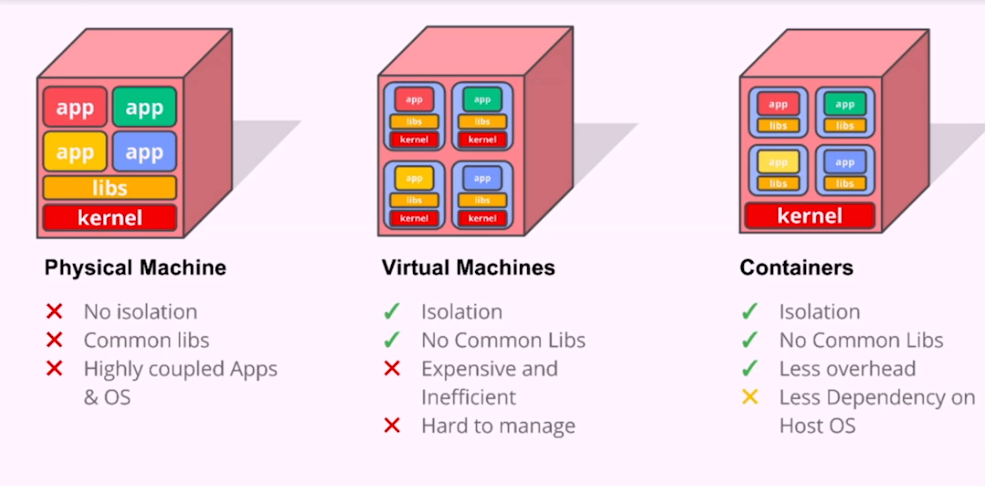 app app
app app
libs
kernel
Physical Machine
No isolation
Common libs
Highly coupled Apps
& OS
app app
libs libs
kernel kernel
app app
libs libs
kernel kernel
Virtual Machines
Isolation
No Common Libs
Expensive and
Inefficient
Hard to manage
app app
libs libs
app app
libs libs
kernel
Containers
Isolation
No Common Libs
Less overhead
Less Dependency on
Host OS